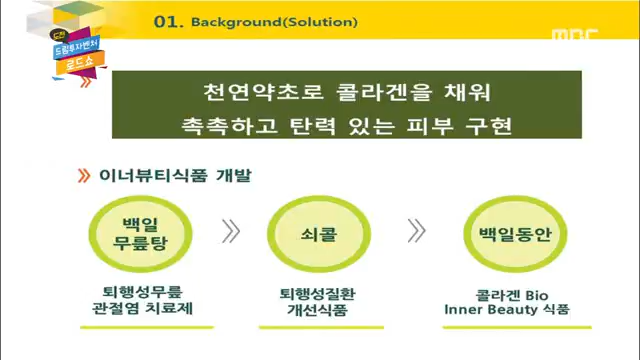 01. Background(Solution)
MBC
도전
드림투자벤처
로드쇼
천연약초로 콜라겐을 채워
촉촉하고 탄력 있는 피부 구현
이너뷰티식품 개발
백일
무릎탕
쇠콜
백일동안
퇴행성무릎
관절염 치료제
퇴행성질환
개선식품
콜라겐 Bio
Inner Beauty 식품